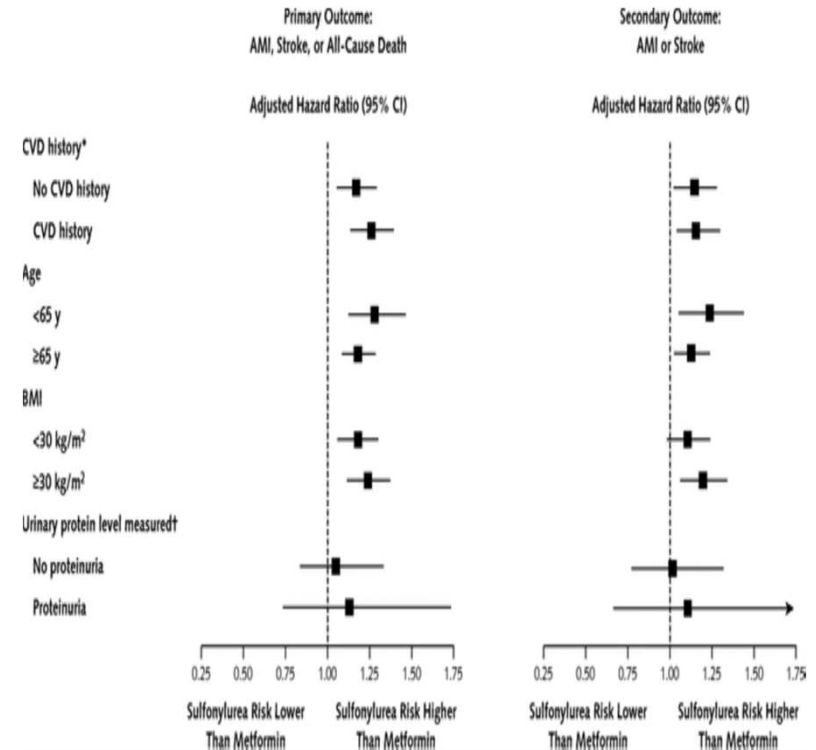 Primary Outcome:
AMI, Stroke, or All-Cause Death
Secondary Outcome:
AMI or Stroke
Adjusted Hazard Ratio (95% CI)
Adjusted Hazard Ratio (95% CI)
CVD history*
No CVD history
CVD history
Age
<65 y
≥65 y
BMI
<30 kg/m²
≥30 kg/m²
Urinary protein level measured†
No proteinuria
Proteinuria
0.25 0.50 0.75 1.00 1.25 1.50 1.75
0.25 0.50 0.75 1.00 1.25 1.50 1.75
Sulfonylurea Risk Lower
Than Metformin
Sulfonylurea Risk Higher
Than Metformin
Sulfonylurea Risk Lower
Than Metformin
Sulfonylurea Risk Higher
Than Metformin